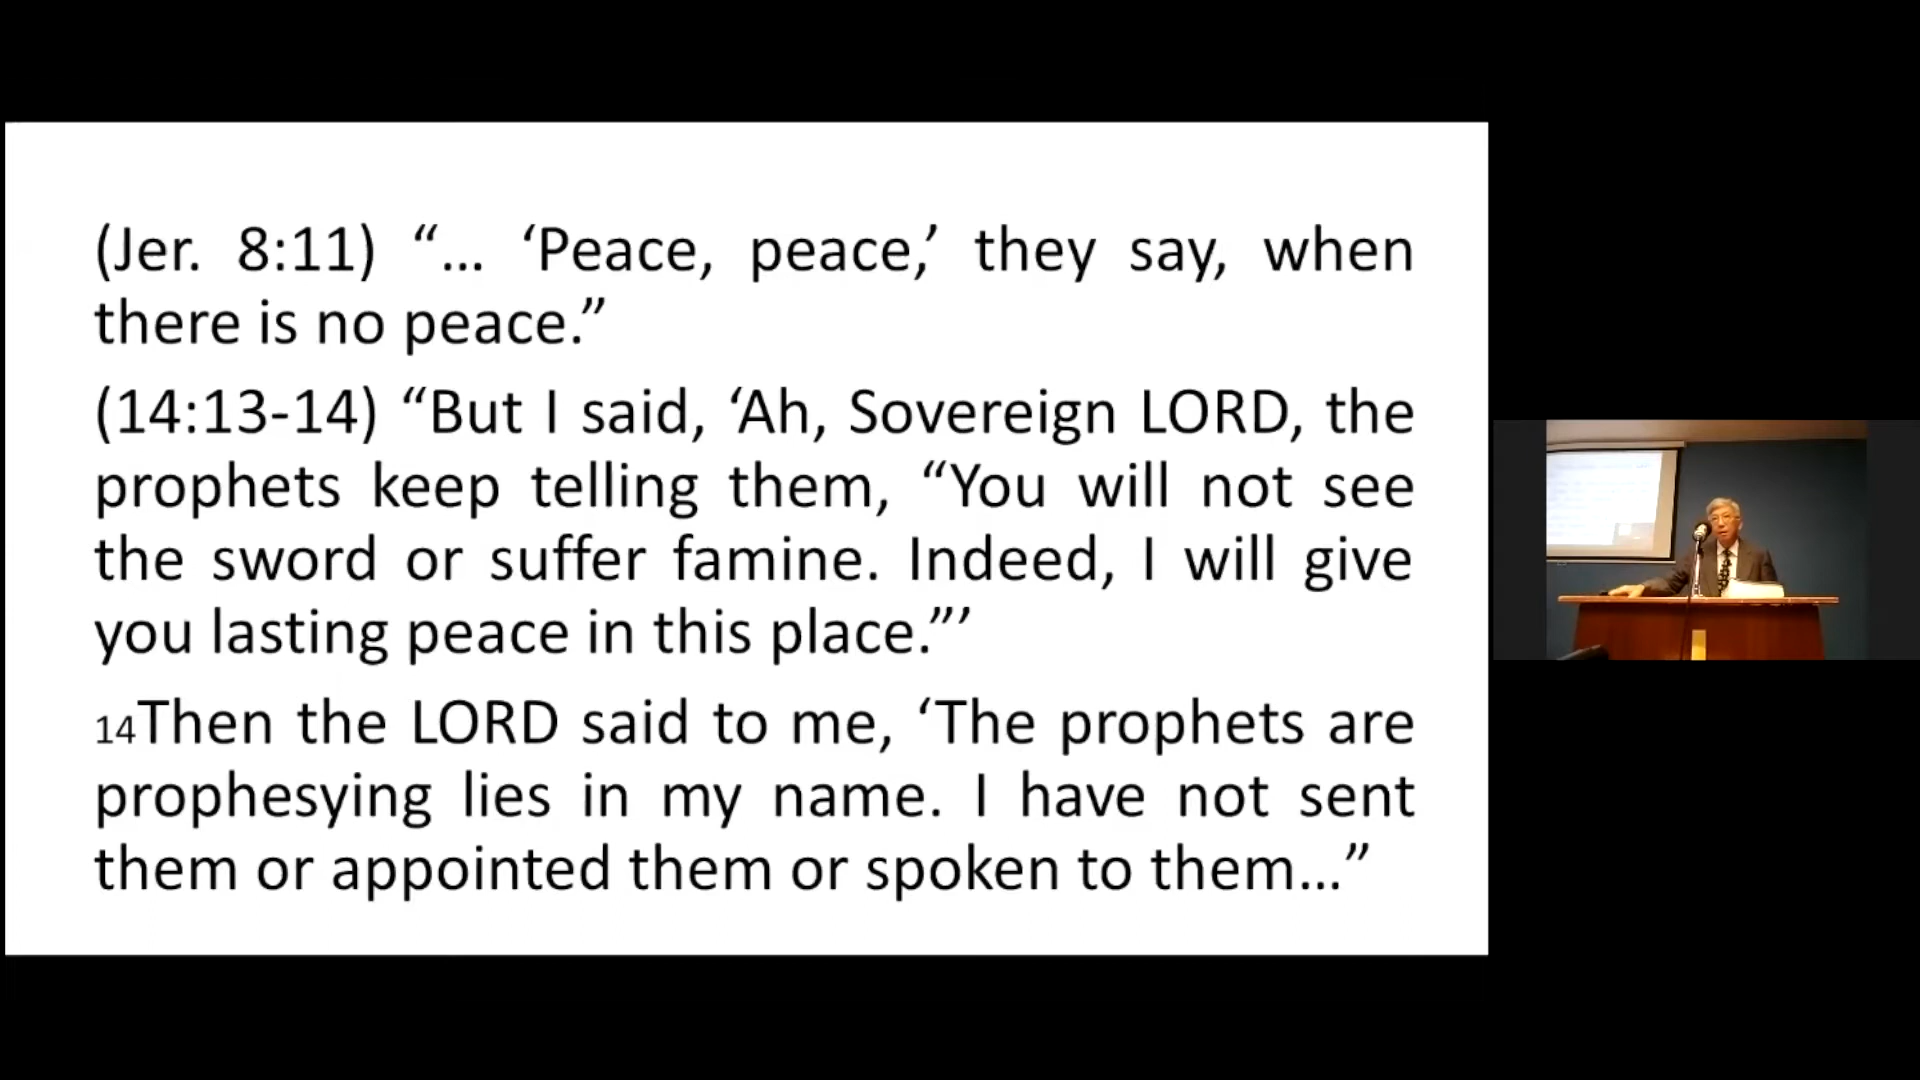 (Jer. 8:11) “… ‘Peace, peace,’ they say, when
there is no peace.”
(14:13-14) “But I said, ‘Ah, Sovereign LORD, the
prophets keep telling them, “You will not see
the sword or suffer famine. Indeed, I will give
you lasting peace in this place.”’
14Then the LORD said to me, ‘The prophets are
prophesying lies in my name. I have not sent
them or appointed them or spoken to them…”